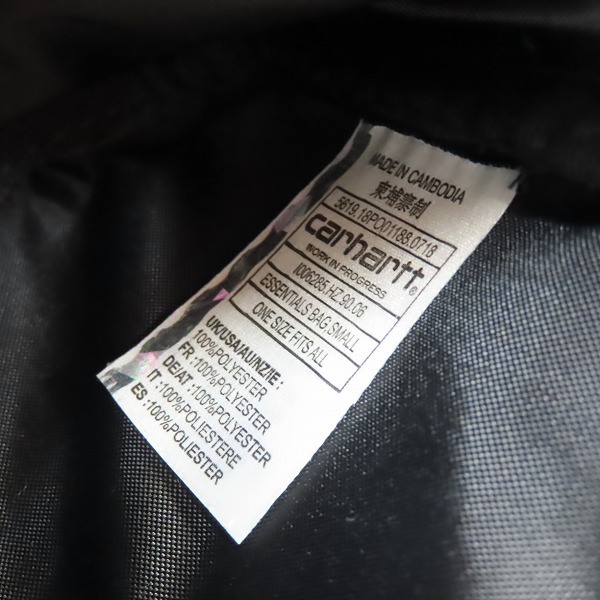 MADE IN CAMBODIA
柬埔寨制
5619.18PO01188.0718
carhartt®
WORK IN PROGRESS
I006285.HZ.90.06
ESSENTIALS BAG,SMALL
ONE SIZE FITS ALL
UK/USA/AU/NZ/IE :
100%POLYESTER
FR :100%POLYESTER
DE/AT :100%POLYESTER
IT :100%POLIESTERE
ES :100%POLIESTER